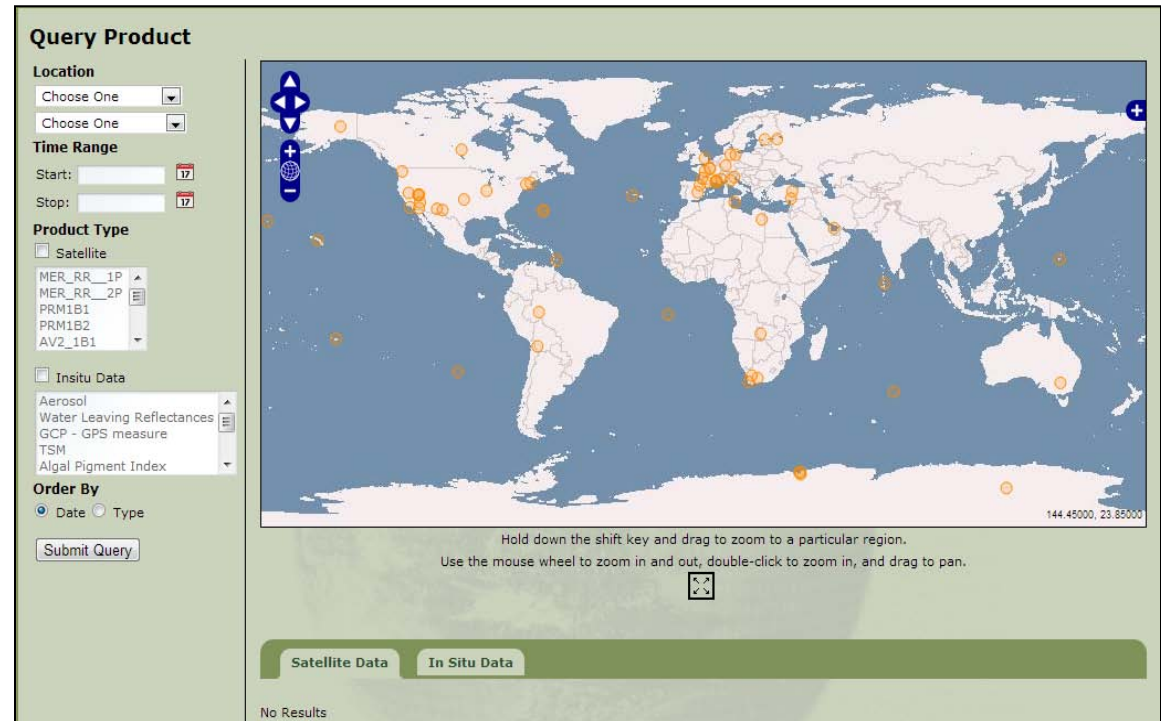 Query Product
Location
Choose One
Choose One
Time Range
Start: 17
Stop: 17
Product Type
Satellite
MER_RR__1P
MER_RR__2P
PRM1B1
PRM1B2
AV2_1B1
Insitu Data
Aerosol
Water Leaving Reflectances
GCP - GPS measure
TSM
Algal Pigment Index
Order By
Date Type
Submit Query
144.45000, 23.85000
Hold down the shift key and drag to zoom to a particular region.
Use the mouse wheel to zoom in and out, double-click to zoom in, and drag to pan.
Satellite Data In Situ Data
No Results